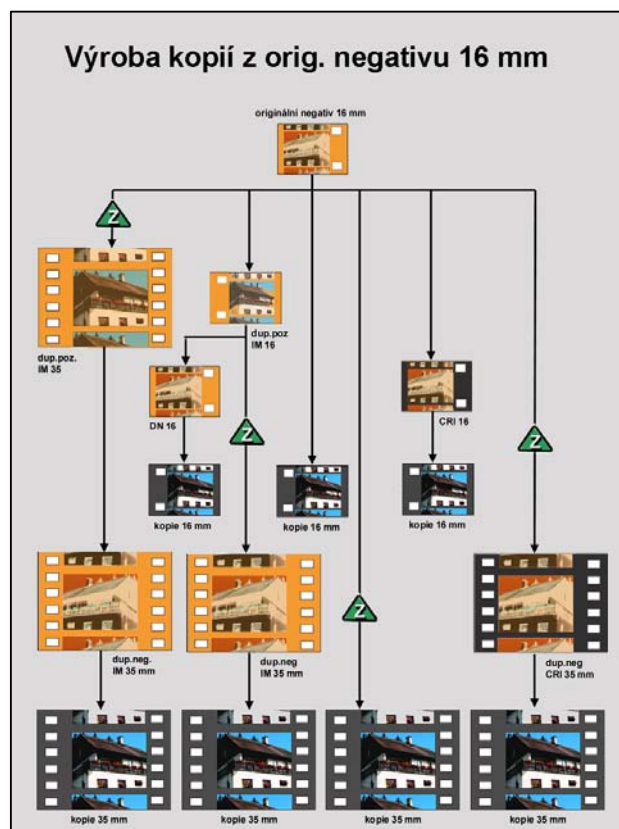 Výroba kopií z orig. negativu 16 mm
originální negativ 16 mm
Z
dup.poz.
IM 35
dup.poz
IM 16
DN 16
Z
CRI 16
Z
kopie 16 mm
kopie 16 mm
kopie 16 mm
Z
dup.neg.
IM 35 mm
dup.neg
IM 35 mm
dup.neg
CRI 35 mm
kopie 35 mm
kopie 35 mm
kopie 35 mm
kopie 35 mm